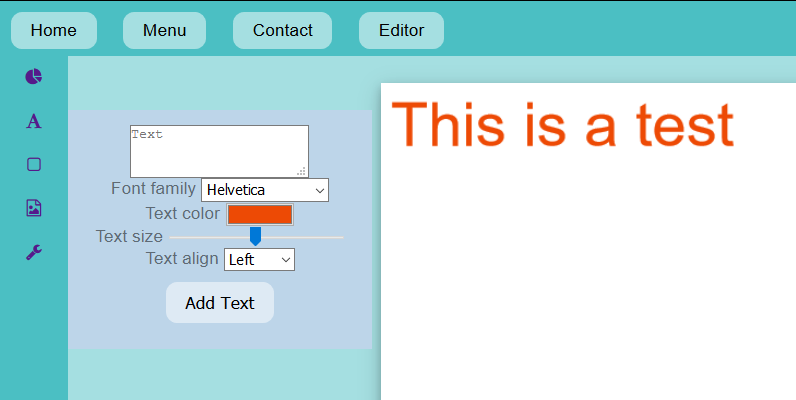 Home Menu Contact Editor
This is a test
Text
Font family Helvetica
Text color
Text size
Text align Left
Add Text